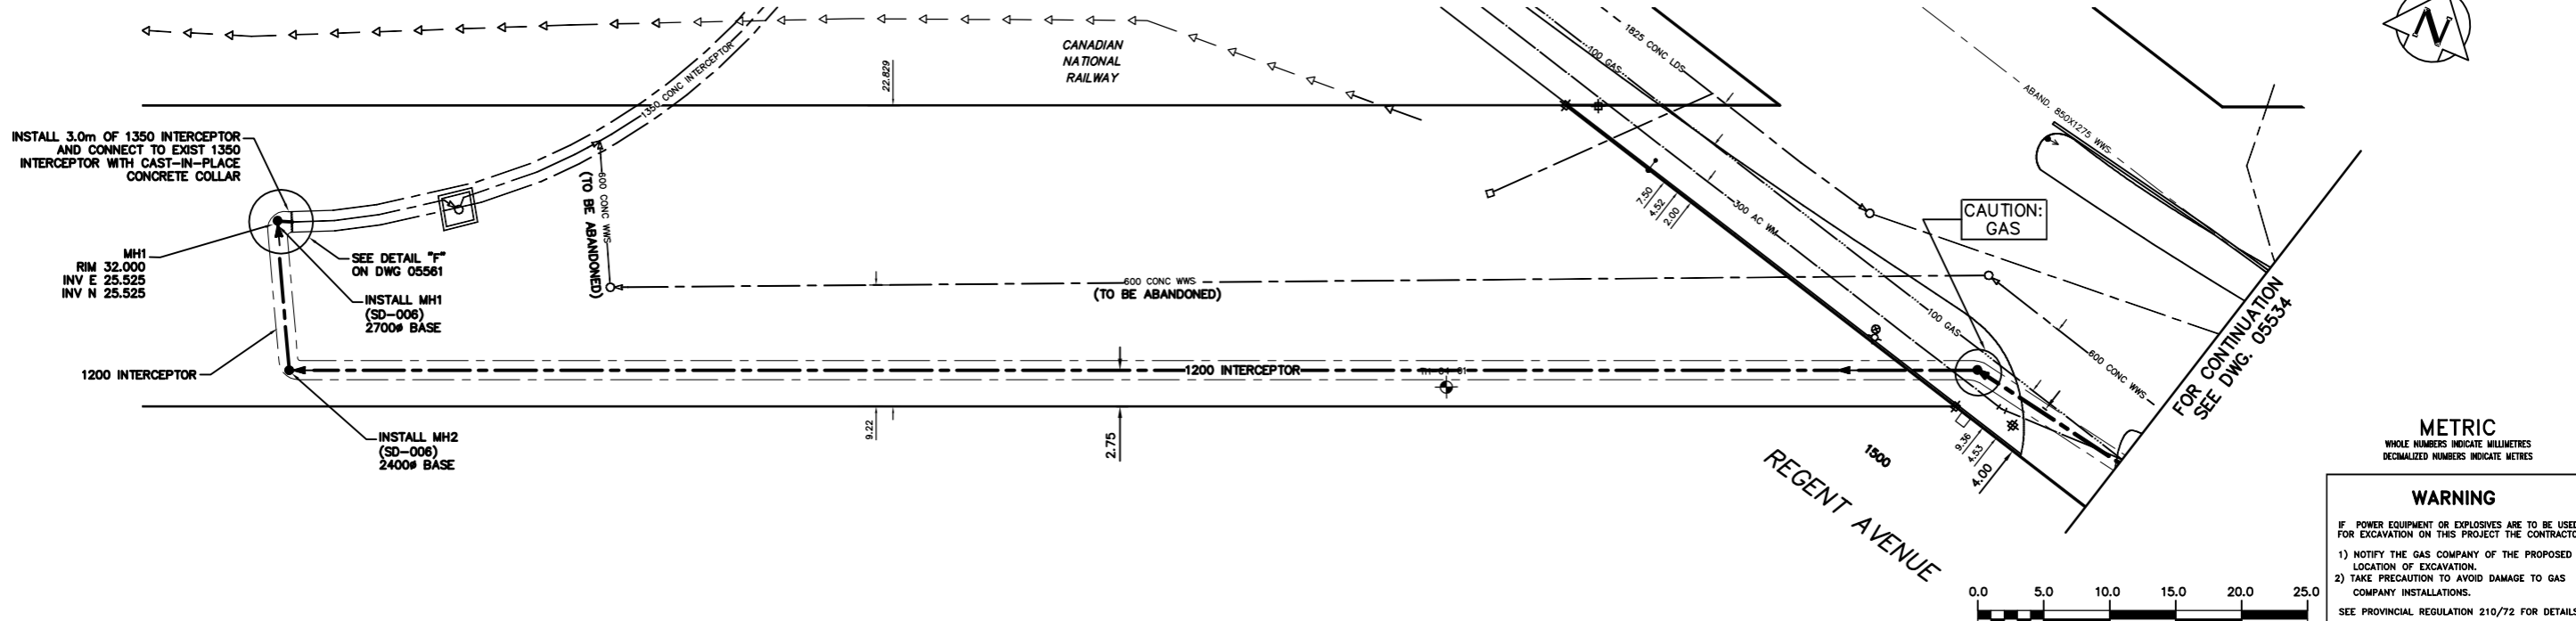 N
CANADIAN
NATIONAL
RAILWAY
22.829
1350 CONC INTERCEPTOR
100 GAS
1825 CONC LDS
ABAND. 850X1275 WWS
INSTALL 3.0m OF 1350 INTERCEPTOR
AND CONNECT TO EXIST 1350
INTERCEPTOR WITH CAST-IN-PLACE
CONCRETE COLLAR
600 CONC WWS
(TO BE ABANDONED)
7.50
4.52
2.00
300 AC WM
CAUTION:
GAS
MH1
RIM 32.000
INV E 25.525
INV N 25.525
SEE DETAIL "F"
ON DWG 05561
INSTALL MH1
(SD-006)
2700ø BASE
600 CONC WWS
(TO BE ABANDONED)
100 GAS
600 CONC WWS
FOR CONTINUATION
SEE DWG. 05534
1200 INTERCEPTOR
1200 INTERCEPTOR
INSTALL MH2
(SD-006)
2400ø BASE
9.22
2.75
9.36
4.53
4.00
1500
REGENT AVENUE
METRIC
WHOLE NUMBERS INDICATE MILLIMETRES
DECIMALIZED NUMBERS INDICATE METRES
WARNING
IF POWER EQUIPMENT OR EXPLOSIVES ARE TO BE USED
FOR EXCAVATION ON THIS PROJECT THE CONTRACTO
1) NOTIFY THE GAS COMPANY OF THE PROPOSED
LOCATION OF EXCAVATION.
2) TAKE PRECAUTION TO AVOID DAMAGE TO GAS
COMPANY INSTALLATIONS.
SEE PROVINCIAL REGULATION 210/72 FOR DETAILS
0.0 5.0 10.0 15.0 20.0 25.0